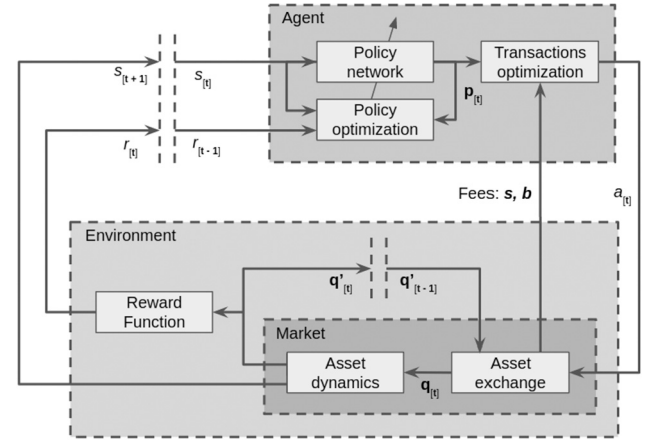 Agent
Policy
network
Transactions
optimization
s[t + 1]
s[t]
p[t]
Policy
optimization
r[t]
r[t - 1]
Fees: s, b
a[t]
Environment
q'[t]
q'[t - 1]
Reward
Function
Market
Asset
dynamics
q[t]
Asset
exchange